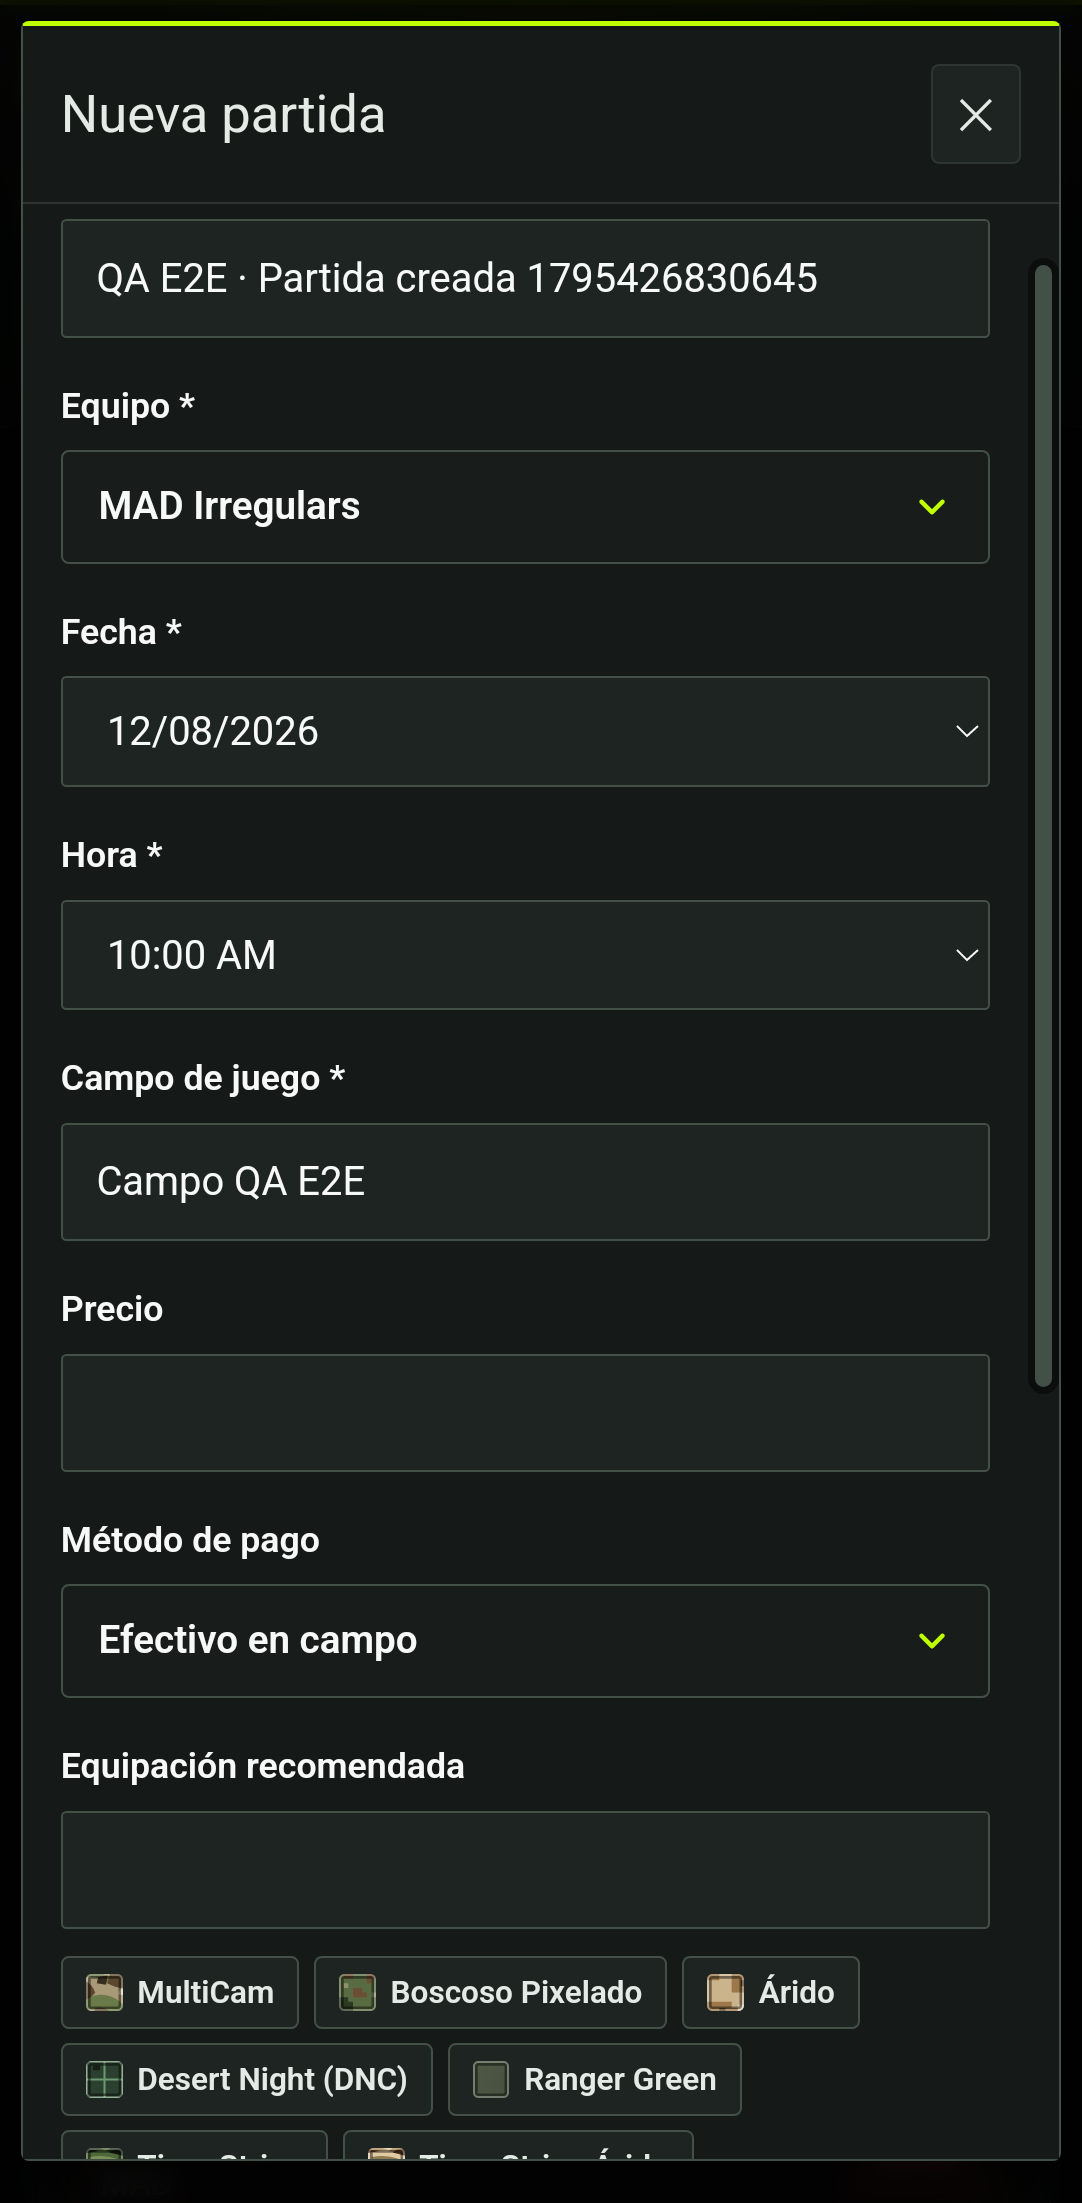 Nueva partida
QA E2E · Partida creada 1795426830645
Equipo *
MAD Irregulars
Fecha *
12/08/2026
Hora *
10:00 AM
Campo de juego *
Campo QA E2E
Precio
Método de pago
Efectivo en campo
Equipación recomendada
MultiCam Boscoso Pixelado Árido
Desert Night (DNC) Ranger Green